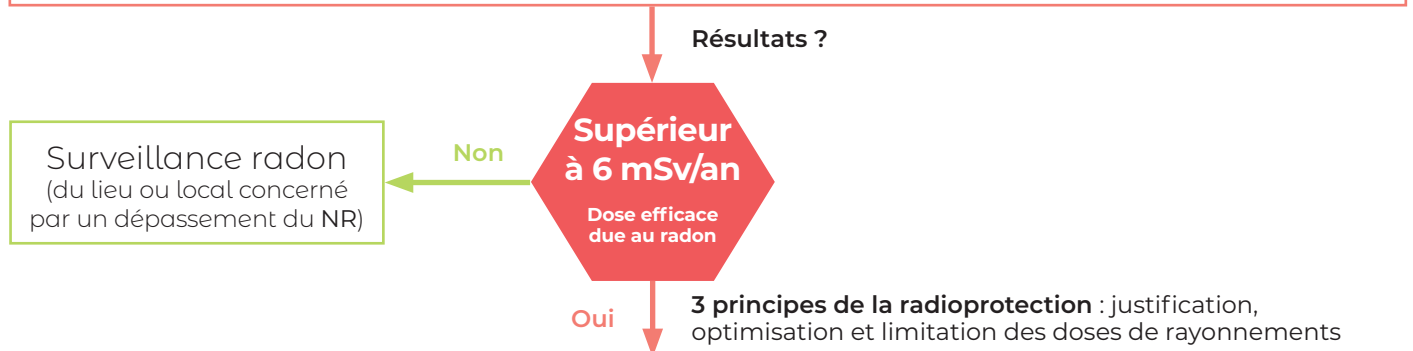 Résultats ?
Supérieur
à 6 mSv/an
Dose efficace
due au radon
Non
Surveillance radon
(du lieu ou local concerné
par un dépassement du NR)
Oui
3 principes de la radioprotection : justification,
optimisation et limitation des doses de rayonnements